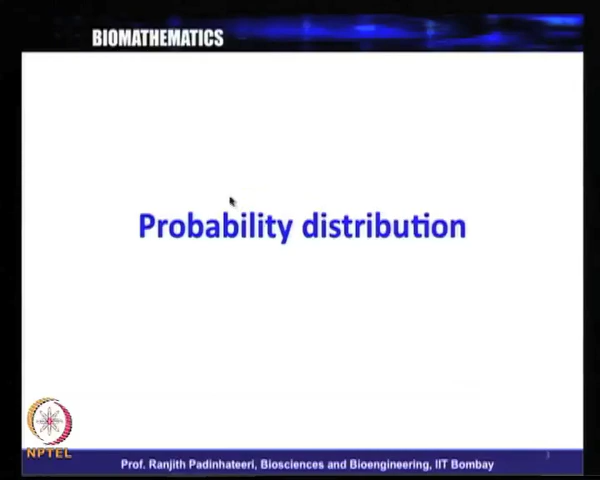 BIOMATHEMATICS
Probability distribution
NPTEL
Prof. Ranjith Padinhateeri, Biosciences and Bioengineering, IIT Bombay